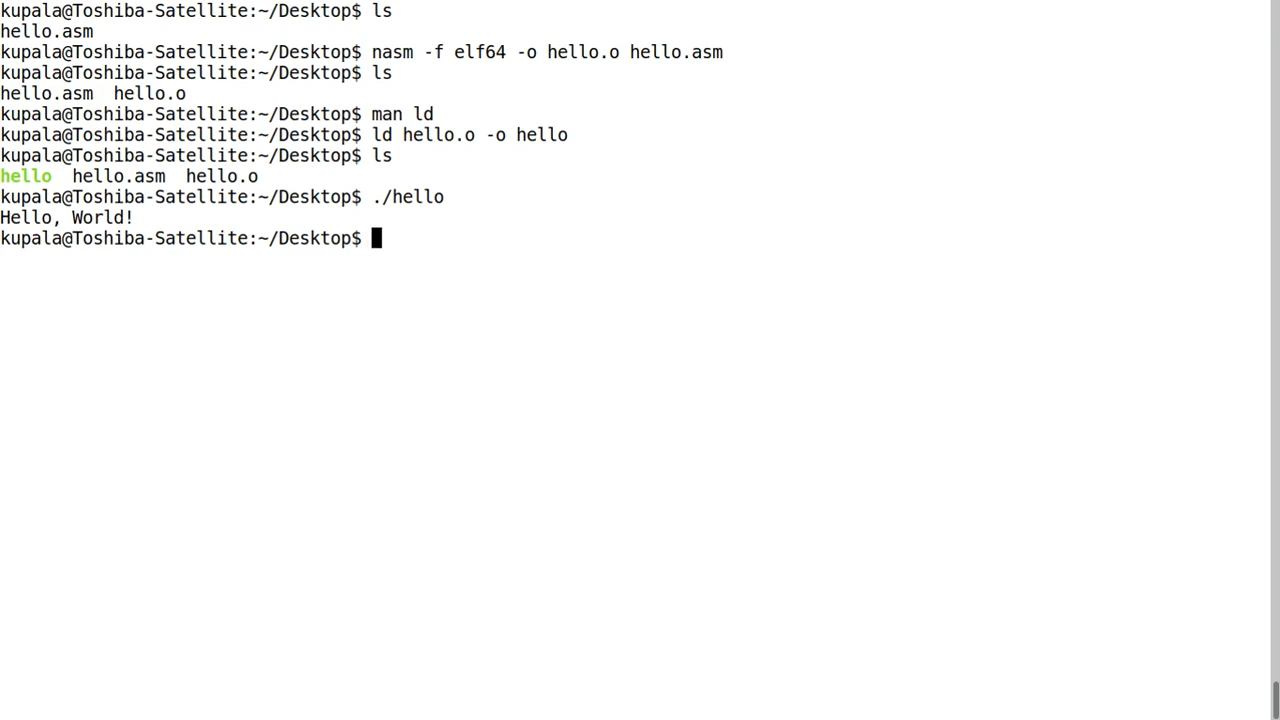 kupala@Toshiba-Satellite:~/Desktop$ ls
hello.asm
kupala@Toshiba-Satellite:~/Desktop$ nasm -f elf64 -o hello.o hello.asm
kupala@Toshiba-Satellite:~/Desktop$ ls
hello.asm  hello.o
kupala@Toshiba-Satellite:~/Desktop$ man ld
kupala@Toshiba-Satellite:~/Desktop$ ld hello.o -o hello
kupala@Toshiba-Satellite:~/Desktop$ ls
hello  hello.asm  hello.o
kupala@Toshiba-Satellite:~/Desktop$ ./hello
Hello, World!
kupala@Toshiba-Satellite:~/Desktop$